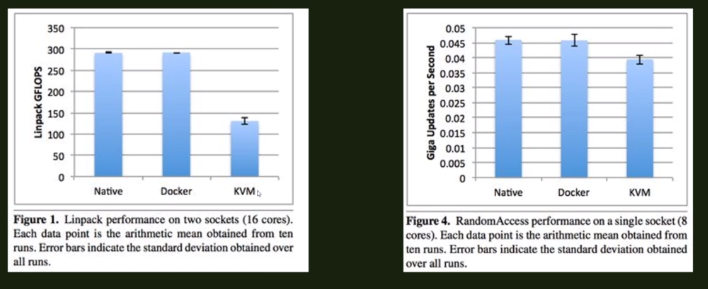 350
300
250
200
150
100
50
0
Linpack GFLOPS
Native Docker KVM
Figure 1. Linpack performance on two sockets (16 cores).
Each data point is the arithmetic mean obtained from ten
runs. Error bars indicate the standard deviation obtained over
all runs.
0.05
0.045
0.04
0.035
0.03
0.025
0.02
0.015
0.01
0.005
0
Giga Updates per Second
Native Docker KVM
Figure 4. RandomAccess performance on a single socket (8
cores). Each data point is the arithmetic mean obtained from
ten runs. Error bars indicate the standard deviation obtained
over all runs.